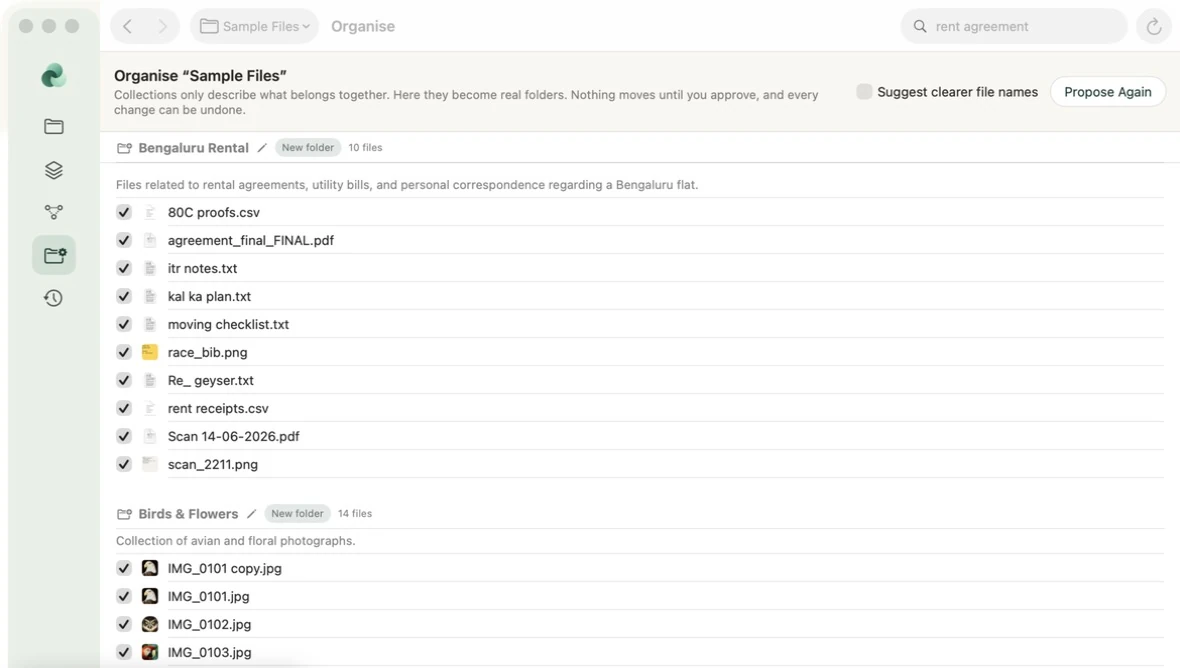 Sample Files
Organise
rent agreement
Organise “Sample Files”
Collections only describe what belongs together. Here they become real folders. Nothing moves until you approve, and every
change can be undone.
Suggest clearer file names
Propose Again
Bengaluru Rental
New folder
10 files
Files related to rental agreements, utility bills, and personal correspondence regarding a Bengaluru flat.
80C proofs.csv
agreement_final_FINAL.pdf
itr notes.txt
kal ka plan.txt
moving checklist.txt
race_bib.png
Re_ geyser.txt
rent receipts.csv
Scan 14-06-2026.pdf
scan_2211.png
Birds & Flowers
New folder
14 files
Collection of avian and floral photographs.
IMG_0101 copy.jpg
IMG_0101.jpg
IMG_0102.jpg
IMG_0103.jpg